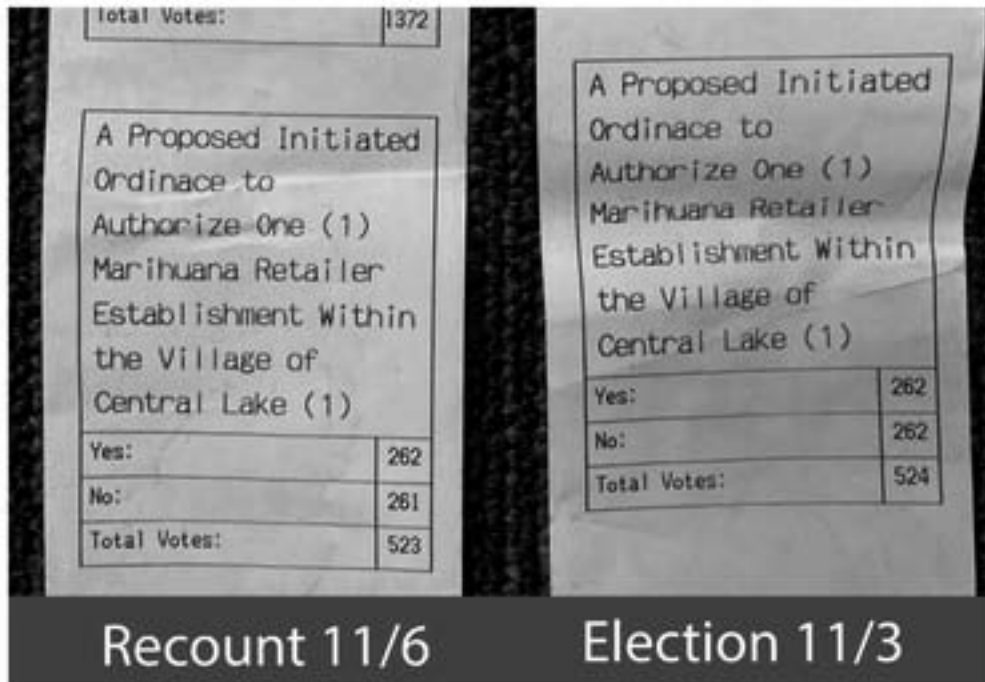 Total Votes: 1372
A Proposed Initiated
Ordinace to
Authorize One (1)
Marihuana Retailer
Establishment Within
the Village of
Central Lake (1)
Yes: 262
No: 261
Total Votes: 523
Recount 11/6
A Proposed Initiated
Ordinace to
Authorize One (1)
Marihuana Retailer
Establishment Within
the Village of
Central Lake (1)
Yes: 262
No: 262
Total Votes: 524
Election 11/3